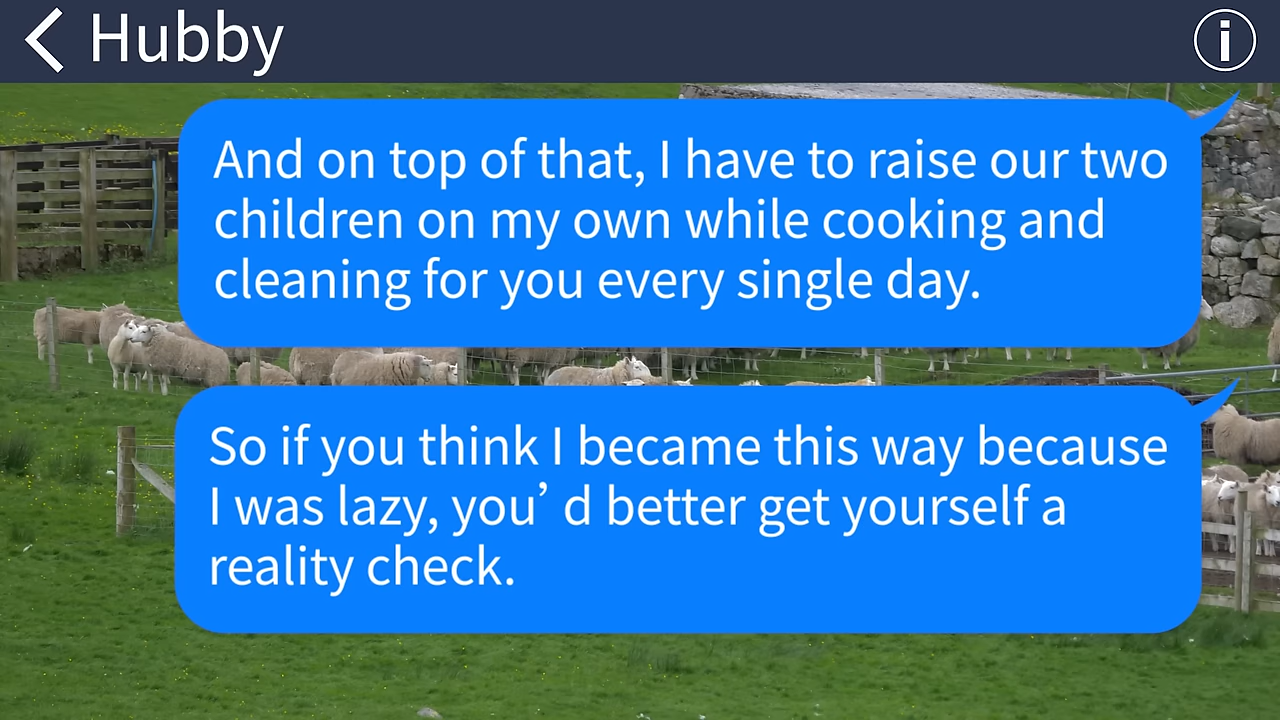 Hubby
And on top of that, I have to raise our two
children on my own while cooking and
cleaning for you every single day.
So if you think I became this way because
I was lazy, you’ d better get yourself a
reality check.